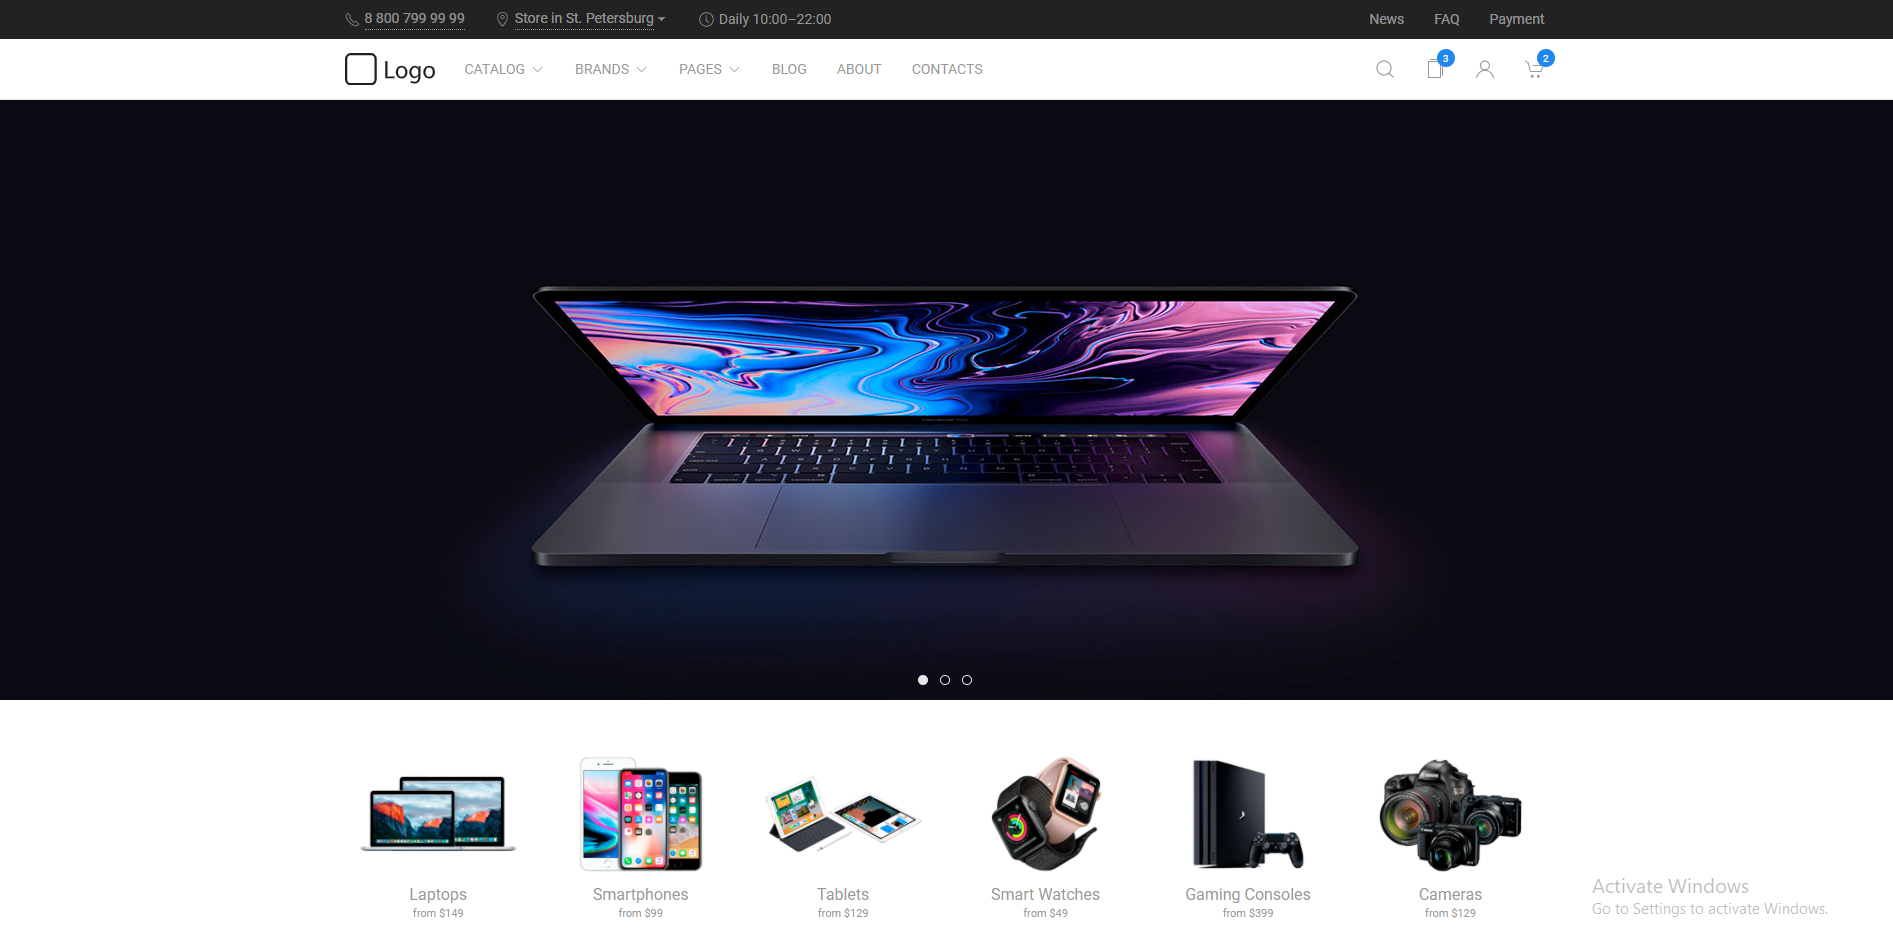 8 800 799 99 99 Store in St. Petersburg Daily 10:00–22:00 News FAQ Payment
Logo CATALOG BRANDS PAGES BLOG ABOUT CONTACTS 3 2
Laptops Smartphones Tablets Smart Watches Gaming Consoles Cameras
from $149 from $99 from $129 from $49 from $399 from $129
Activate Windows
Go to Settings to activate Windows.